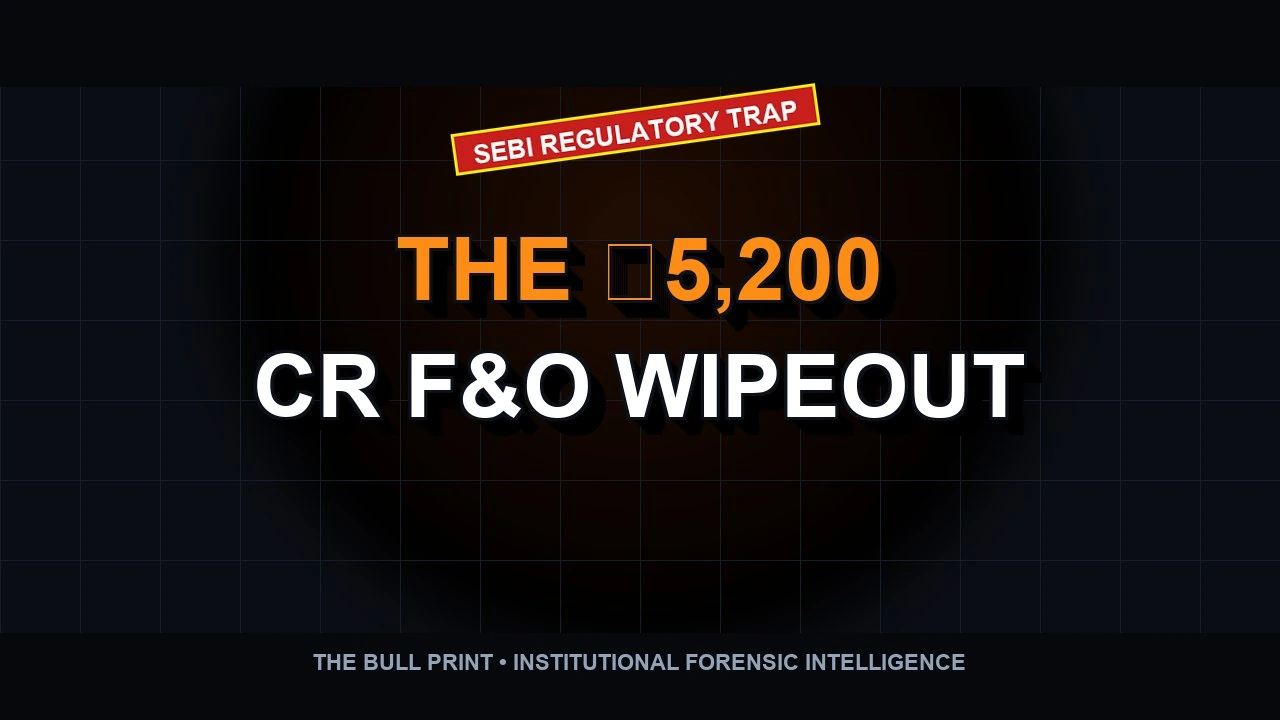 SEBI REGULATORY TRAP
THE □5,200
CR F&O WIPEOUT
THE BULL PRINT • INSTITUTIONAL FORENSIC INTELLIGENCE